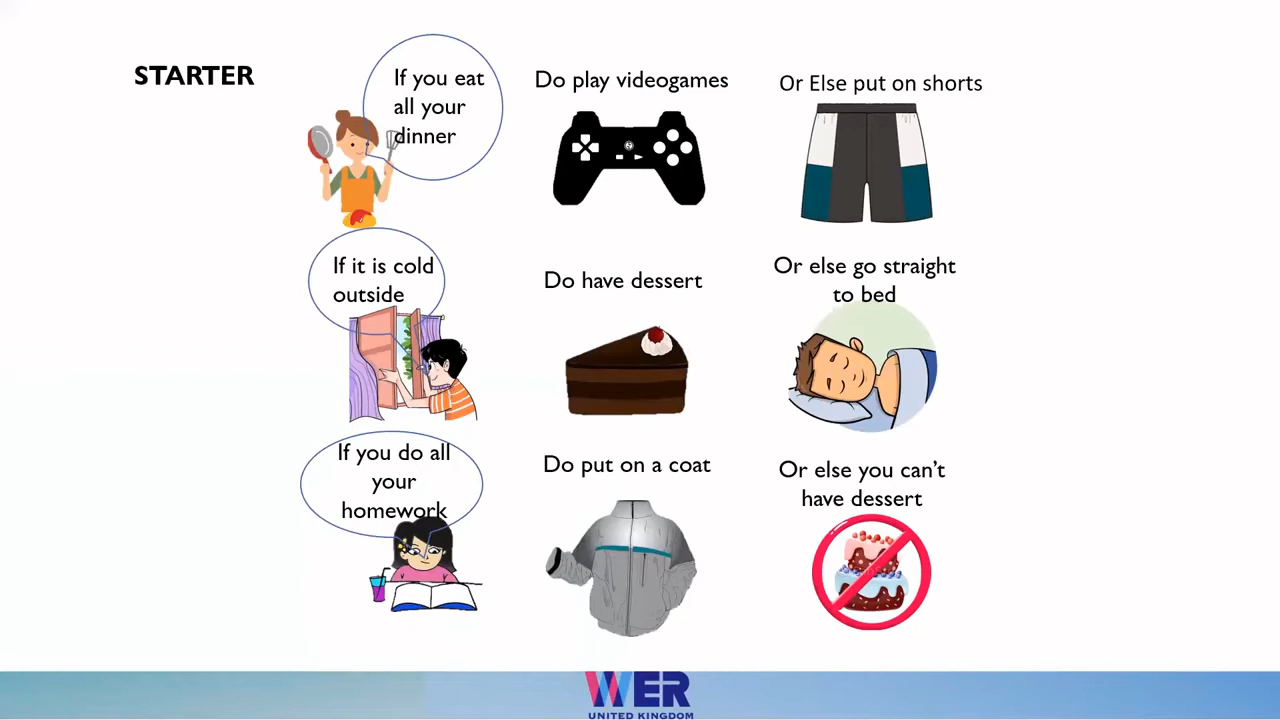 STARTER
If you eat
all your
dinner
Do play videogames
Or Else put on shorts
If it is cold
outside
Do have dessert
Or else go straight
to bed
If you do all
your
homework
Do put on a coat
Or else you can't
have dessert
WER
UNITED KINGDOM